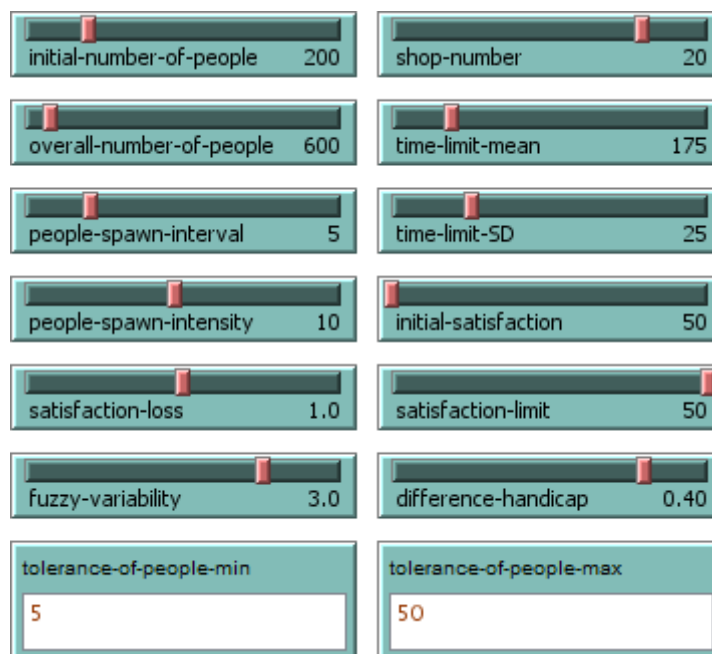 initial-number-of-people 200
shop-number 20
overall-number-of-people 600
time-limit-mean 175
people-spawn-interval 5
time-limit-SD 25
people-spawn-intensity 10
initial-satisfaction 50
satisfaction-loss 1.0
satisfaction-limit 50
fuzzy-variability 3.0
difference-handicap 0.40
tolerance-of-people-min
5
tolerance-of-people-max
50